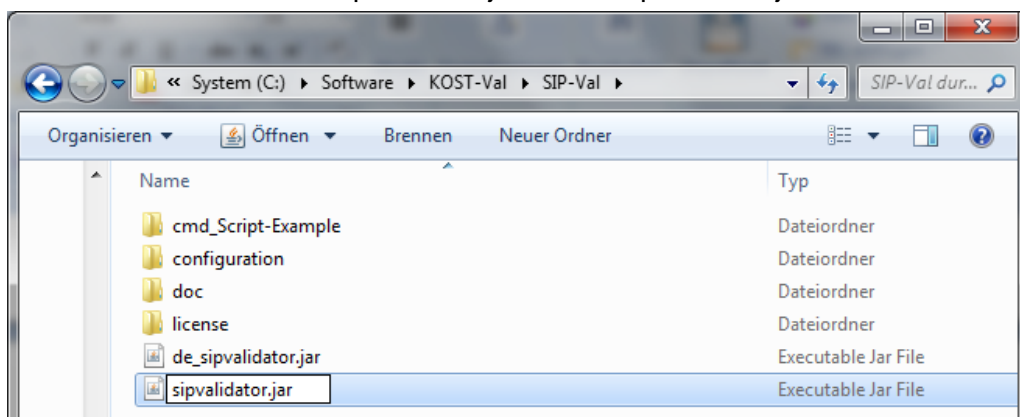 « System (C:) ▸ Software ▸ KOST-Val ▸ SIP-Val ▸ SIP-Val dur...
Organisieren Öffnen Brennen Neuer Ordner
Name Typ
cmd_Script-Example Dateiordner
configuration Dateiordner
doc Dateiordner
license Dateiordner
de_sipvalidator.jar Executable Jar File
sipvalidator.jar Executable Jar File